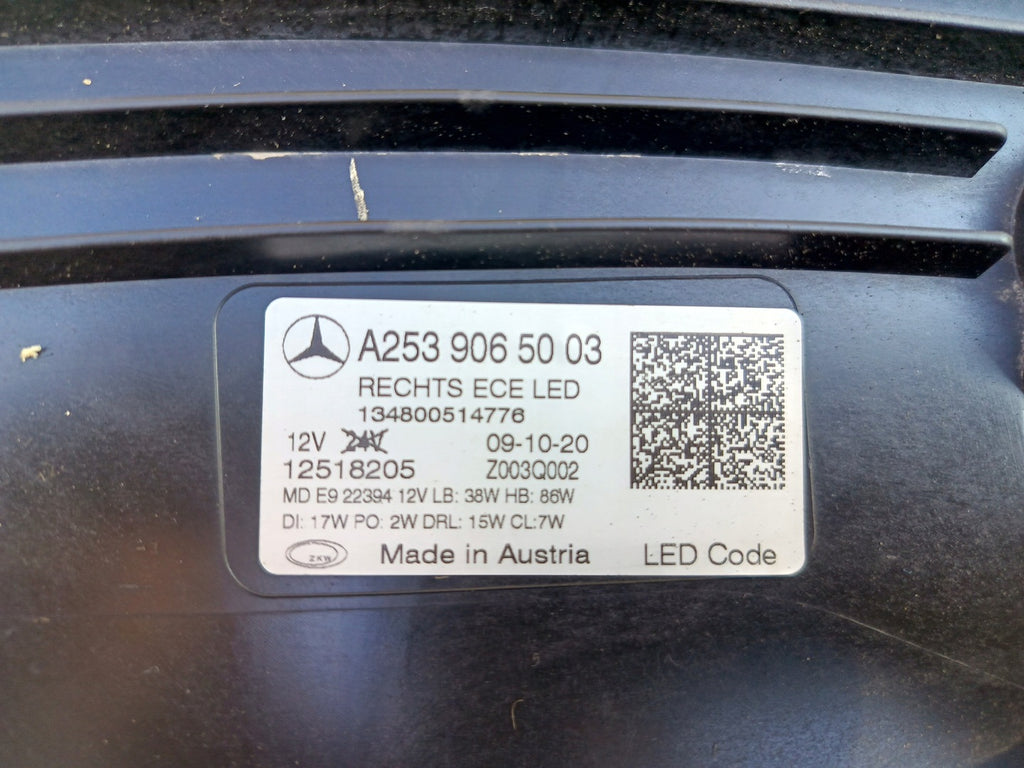 A253 906 50 03
RECHTS ECE LED
134800514776
12V 24V 09-10-20
12518205 Z003Q002
MD E9 22394 12V LB: 38W HB: 86W
DI: 17W PO: 2W DRL: 15W CL:7W
ZKW Made in Austria LED Code